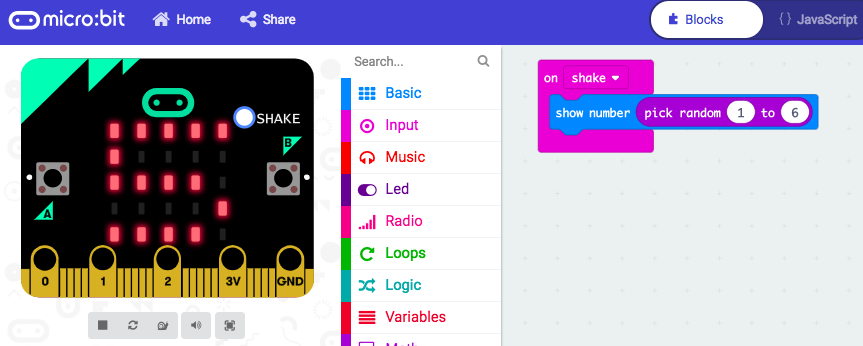 micro:bit Home Share Blocks { } JavaScript
SHAKE
B
A
0 1 2 3V GND
Search...
Basic
Input
Music
Led
Radio
Loops
Logic
Variables
on shake
show number pick random 1 to 6